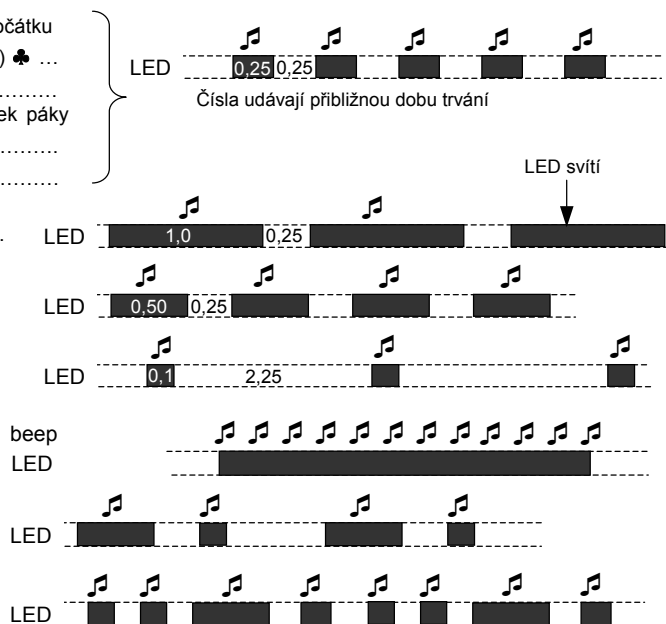 očátku
) ♣ …
………
LED 0,25 0,25
Čísla udávají přibližnou dobu trvání
ek páky
………
………
LED svítí
. LED 1,0 0,25
LED 0,50 0,25
LED 0,1 2,25
beep
LED
LED
LED